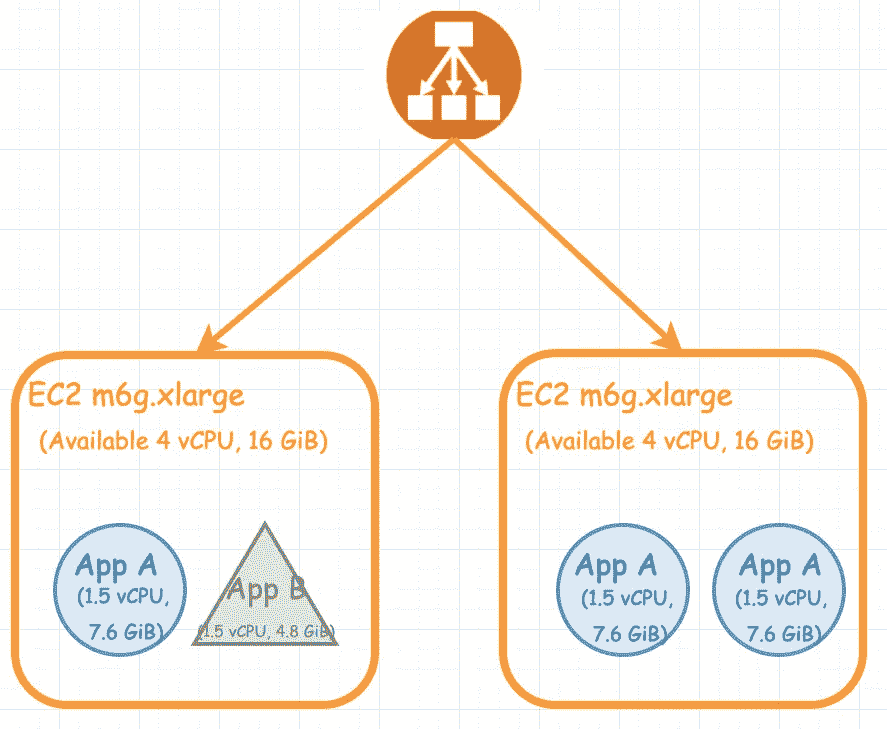 EC2 m6g.xlarge
(Available 4 vCPU, 16 GiB)
App A
(1.5 vCPU,
7.6 GiB)
App B
(1.5 vCPU, 4.8 GiB)
EC2 m6g.xlarge
(Available 4 vCPU, 16 GiB)
App A
(1.5 vCPU,
7.6 GiB)
App A
(1.5 vCPU,
7.6 GiB)